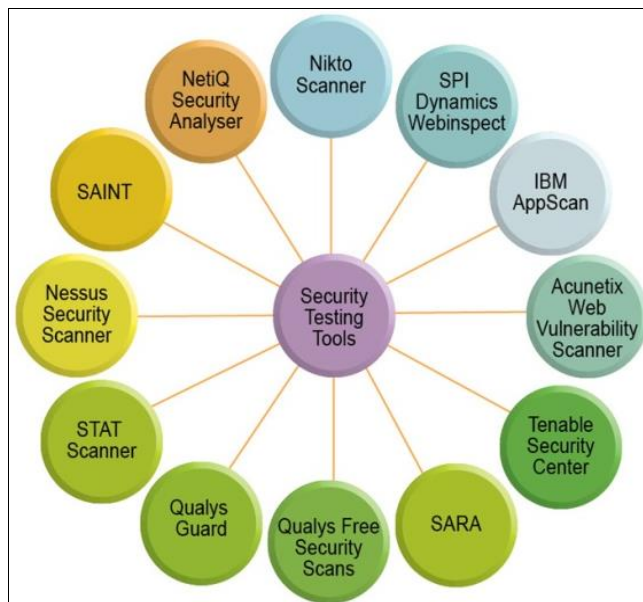 Nikto
Scanner
SPI
Dynamics
Webinspect
IBM
AppScan
Acunetix
Web
Vulnerability
Scanner
Tenable
Security
Center
SARA
Qualys Free
Security
Scans
Qualys
Guard
STAT
Scanner
Nessus
Security
Scanner
SAINT
NetiQ
Security
Analyser
Security
Testing
Tools